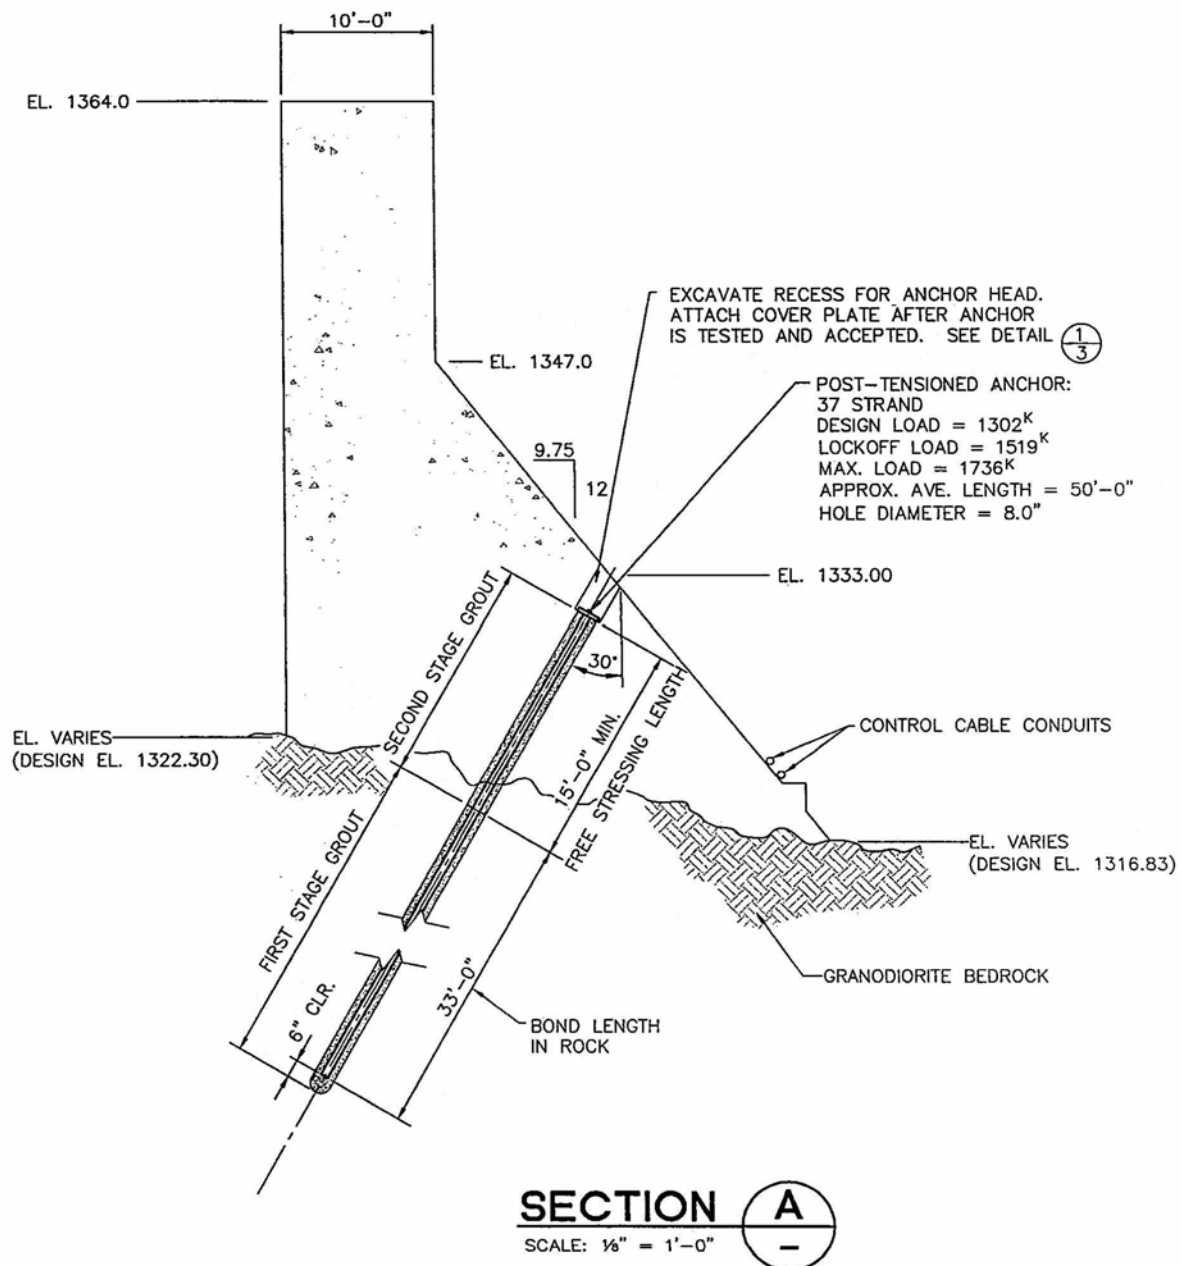 10'-0"
EL. 1364.0
EXCAVATE RECESS FOR ANCHOR HEAD.
ATTACH COVER PLATE AFTER ANCHOR
IS TESTED AND ACCEPTED. SEE DETAIL
1
3
EL. 1347.0
POST-TENSIONED ANCHOR:
37 STRAND
DESIGN LOAD = 1302ᴷ
LOCKOFF LOAD = 1519ᴷ
MAX. LOAD = 1736ᴷ
APPROX. AVE. LENGTH = 50'-0"
HOLE DIAMETER = 8.0"
9.75
12
EL. 1333.00
SECOND STAGE GROUT
30°
15'-0" MIN.
FREE STRESSING LENGTH
CONTROL CABLE CONDUITS
EL. VARIES
(DESIGN EL. 1322.30)
FIRST STAGE GROUT
EL. VARIES
(DESIGN EL. 1316.83)
GRANODIORITE BEDROCK
33'-0"
6" CLR.
BOND LENGTH
IN ROCK
SECTION
A
–
SCALE: ⅛" = 1'-0"